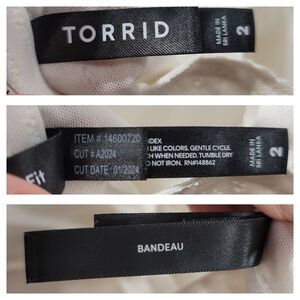 TORRID
MADE IN
SRI LANKA
2
Fit
ITEM # 14600720
CUT # A2024
CUT DATE 01/2024
NDEX
LIKE COLORS. GENTLE CYCLE.
WHEN NEEDED. TUMBLE DRY
O NOT IRON. RN#148862
MADE IN
SRI LANKA
2
BANDEAU